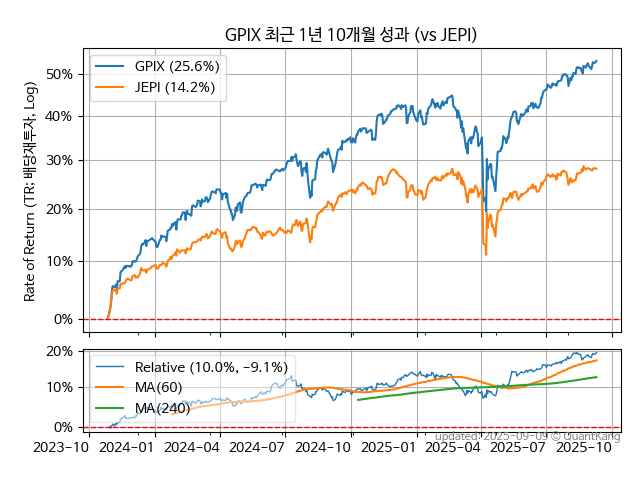 GPIX 최근 1년 10개월 성과 (vs JEPI)
Rate of Return (TR: 배당재투자, Log)
50%
40%
30%
20%
10%
0%
GPIX (25.6%)
JEPI (14.2%)
20%
10%
0%
Relative (10.0%, -9.1%)
MA(60)
MA(240)
updated: 2025-09-09 © QuantKang
2023-10 2024-01 2024-04 2024-07 2024-10 2025-01 2025-04 2025-07 2025-10